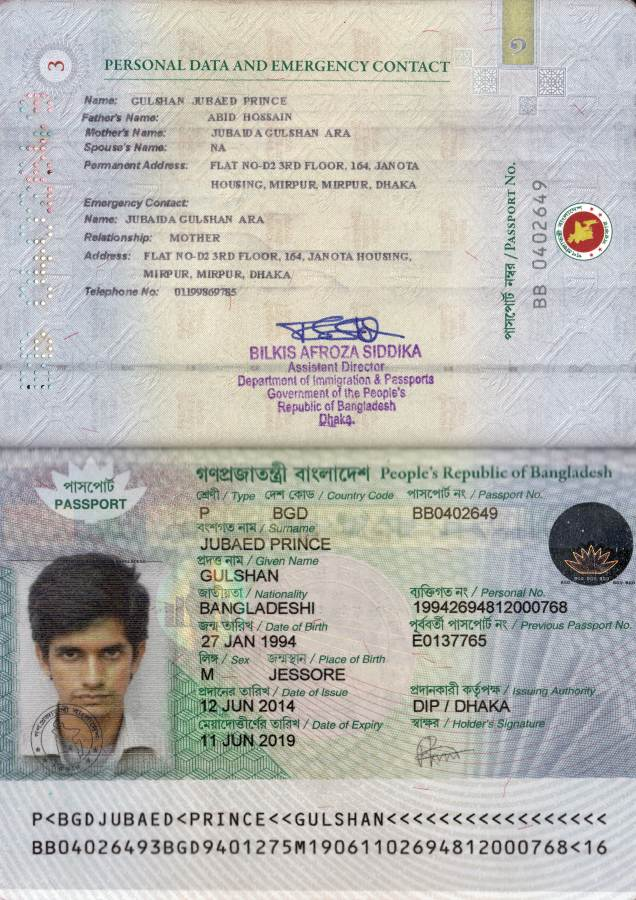 3
PERSONAL DATA AND EMERGENCY CONTACT
Name: GULSHAN JUBAED PRINCE
Father's Name: ABID HOSSAIN
Mother's Name: JUBAIDA GULSHAN ARA
Spouse's Name: NA
Permanent Address: FLAT NO-D2 3RD FLOOR, 164, JANOTA
HOUSING, MIRPUR, MIRPUR, DHAKA
Emergency Contact:
Name: JUBAIDA GULSHAN ARA
Relationship: MOTHER
Address: FLAT NO-D2 3RD FLOOR, 164, JANOTA HOUSING,
MIRPUR, MIRPUR, DHAKA
Telephone No: 01199869785
পাসপোর্ট নম্বর / PASSPORT No.
BB 0402649
BILKIS AFROZA SIDDIKA
Assistant Director
Department of Immigration & Passports
Government of the People's
Republic of Bangladesh
Dhaka.
পাসপোর্ট
PASSPORT
গণপ্রজাতন্ত্রী বাংলাদেশ People's Republic of Bangladesh
শ্রেণী / Type দেশ কোড / Country Code পাসপোর্ট নং / Passport No.
P BGD BB0402649
বংশগত নাম / Surname
JUBAED PRINCE
প্রদত্ত নাম / Given Name
GULSHAN
জাতীয়তা / Nationality ব্যক্তিগত নং / Personal No.
BANGLADESHI 19942694812000768
জন্ম তারিখ / Date of Birth পূর্ববর্তী পাসপোর্ট নং / Previous Passport No.
27 JAN 1994 E0137765
লিঙ্গ / Sex জন্মস্থান / Place of Birth
M JESSORE
প্রদানের তারিখ / Date of Issue প্রদানকারী কর্তৃপক্ষ / Issuing Authority
12 JUN 2014 DIP / DHAKA
মেয়াদোত্তীর্ণের তারিখ / Date of Expiry স্বাক্ষর / Holder's Signature
11 JUN 2019
P<BGDJUBAED<PRINCE<<GULSHAN<<<<<<<<<<<<<<<<<
BB04026493BGD9401275M19061102694812000768<16